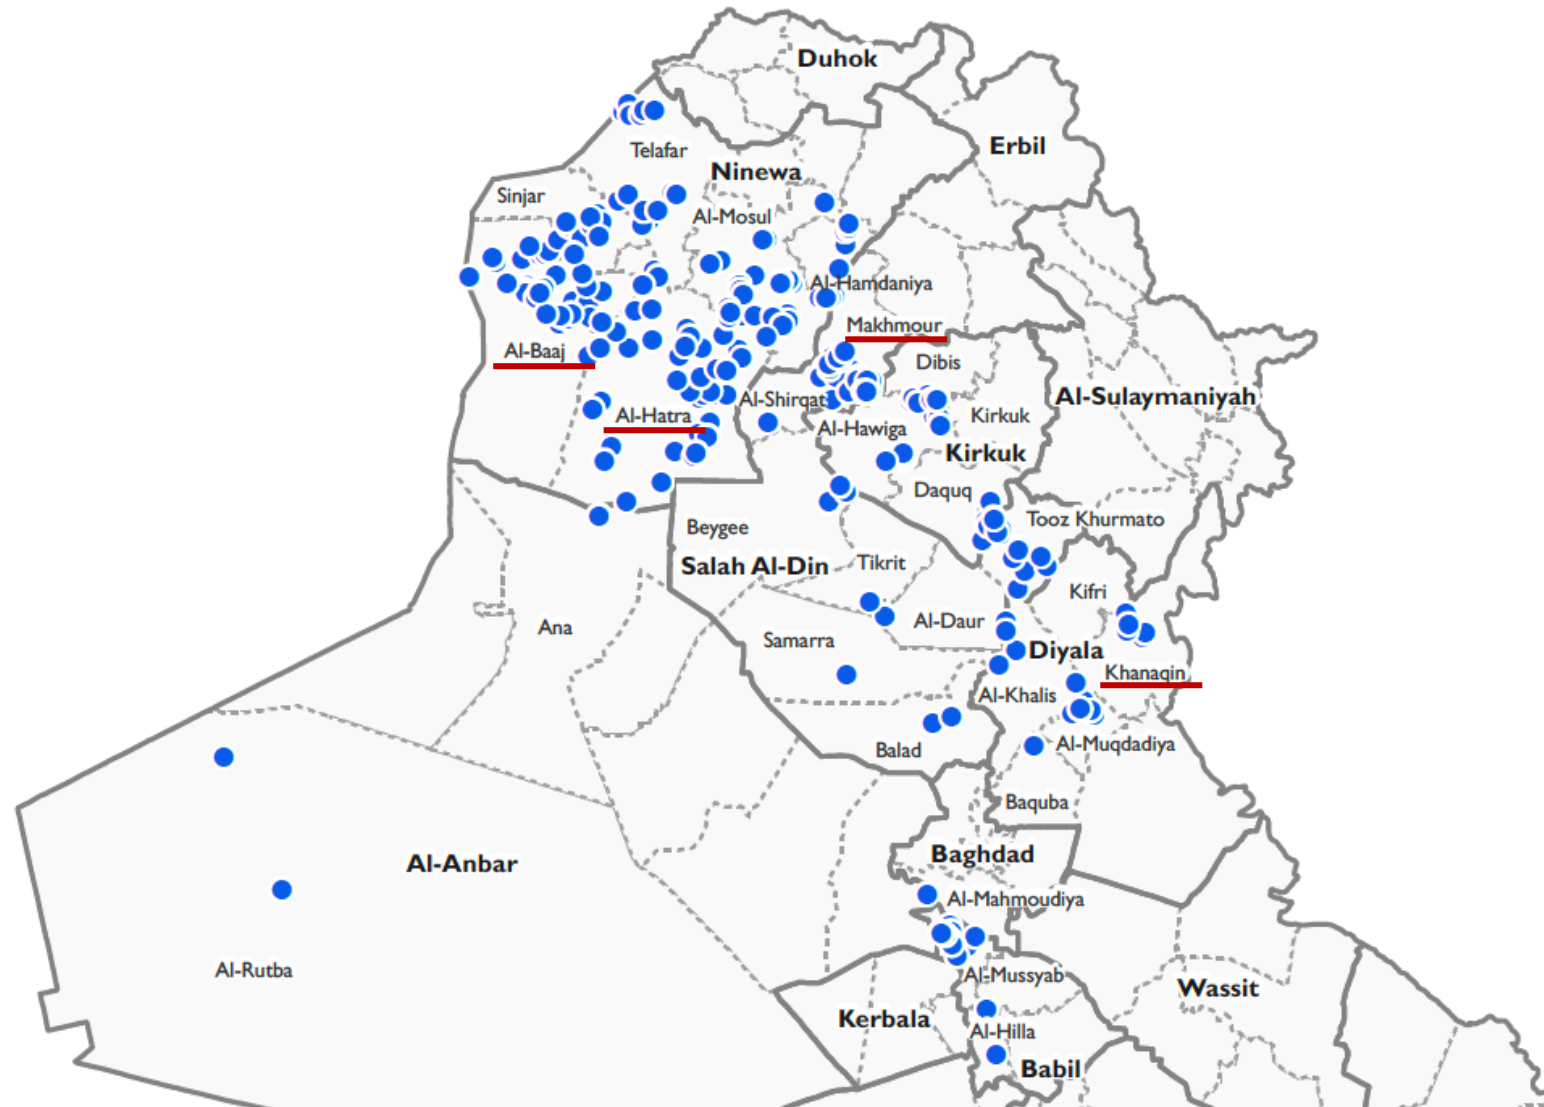 Duhok
Erbil
Telafar
Ninewa
Sinjar
Al-Mosul
Al-Hamdaniya
Makhmour
Al-Baaj
Dibis
Al-Sulaymaniyah
Al-Shirqat
Al-Hatra
Kirkuk
Al-Hawiga
Kirkuk
Daquq
Beygee
Tooz Khurmato
Salah Al-Din
Tikrit
Kifri
Ana
Al-Daur
Samarra
Diyala
Khanaqin
Al-Khalis
Balad
Al-Muqdadiya
Baquba
Al-Anbar
Baghdad
Al-Mahmoudiya
Al-Rutba
Al-Mussyab
Wassit
Kerbala
Al-Hilla
Babil